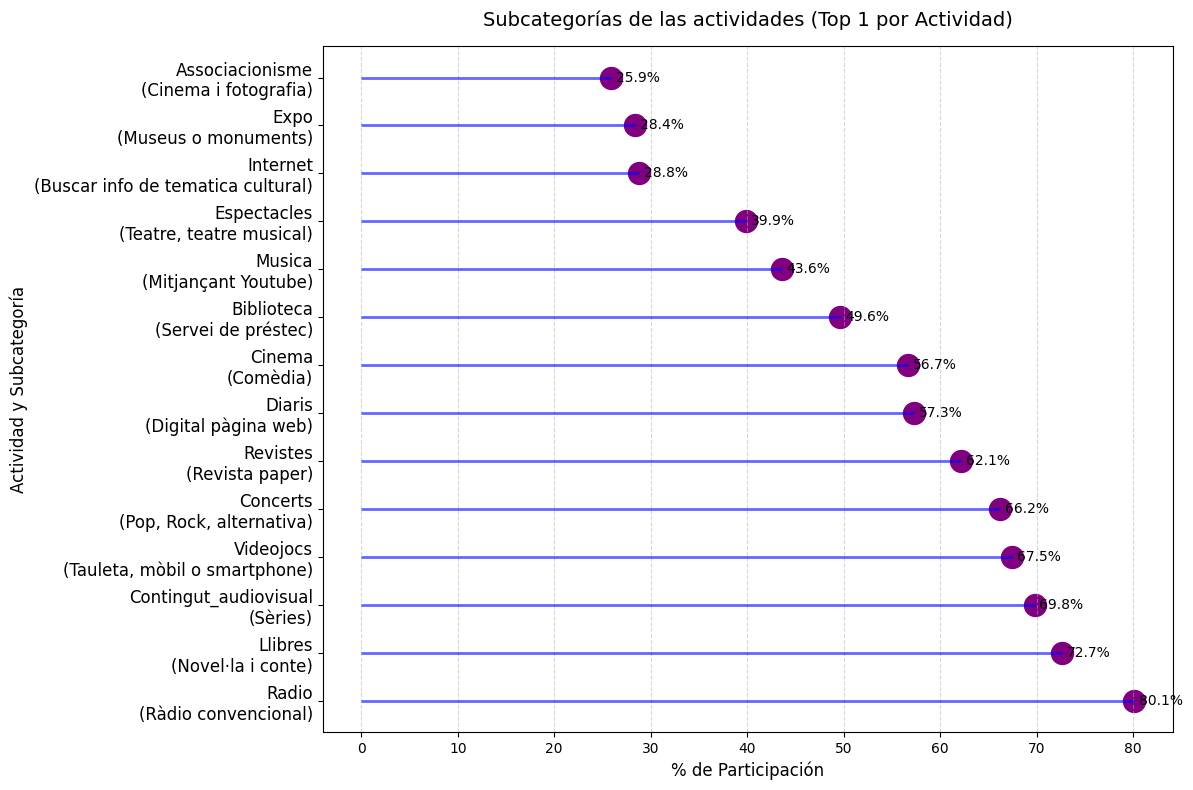 Subcategorías de las actividades (Top 1 por Actividad)
Actividad y Subcategoría
Associacionisme
(Cinema i fotografia)
25.9%
Expo
(Museus o monuments)
28.4%
Internet
(Buscar info de tematica cultural)
28.8%
Espectacles
(Teatre, teatre musical)
39.9%
Musica
(Mitjançant Youtube)
43.6%
Biblioteca
(Servei de préstec)
49.6%
Cinema
(Comèdia)
56.7%
Diaris
(Digital pàgina web)
57.3%
Revistes
(Revista paper)
62.1%
Concerts
(Pop, Rock, alternativa)
66.2%
Videojocs
(Tauleta, mòbil o smartphone)
67.5%
Contingut_audiovisual
(Sèries)
69.8%
Llibres
(Novel·la i conte)
72.7%
Radio
(Ràdio convencional)
80.1%
0 10 20 30 40 50 60 70 80
% de Participación